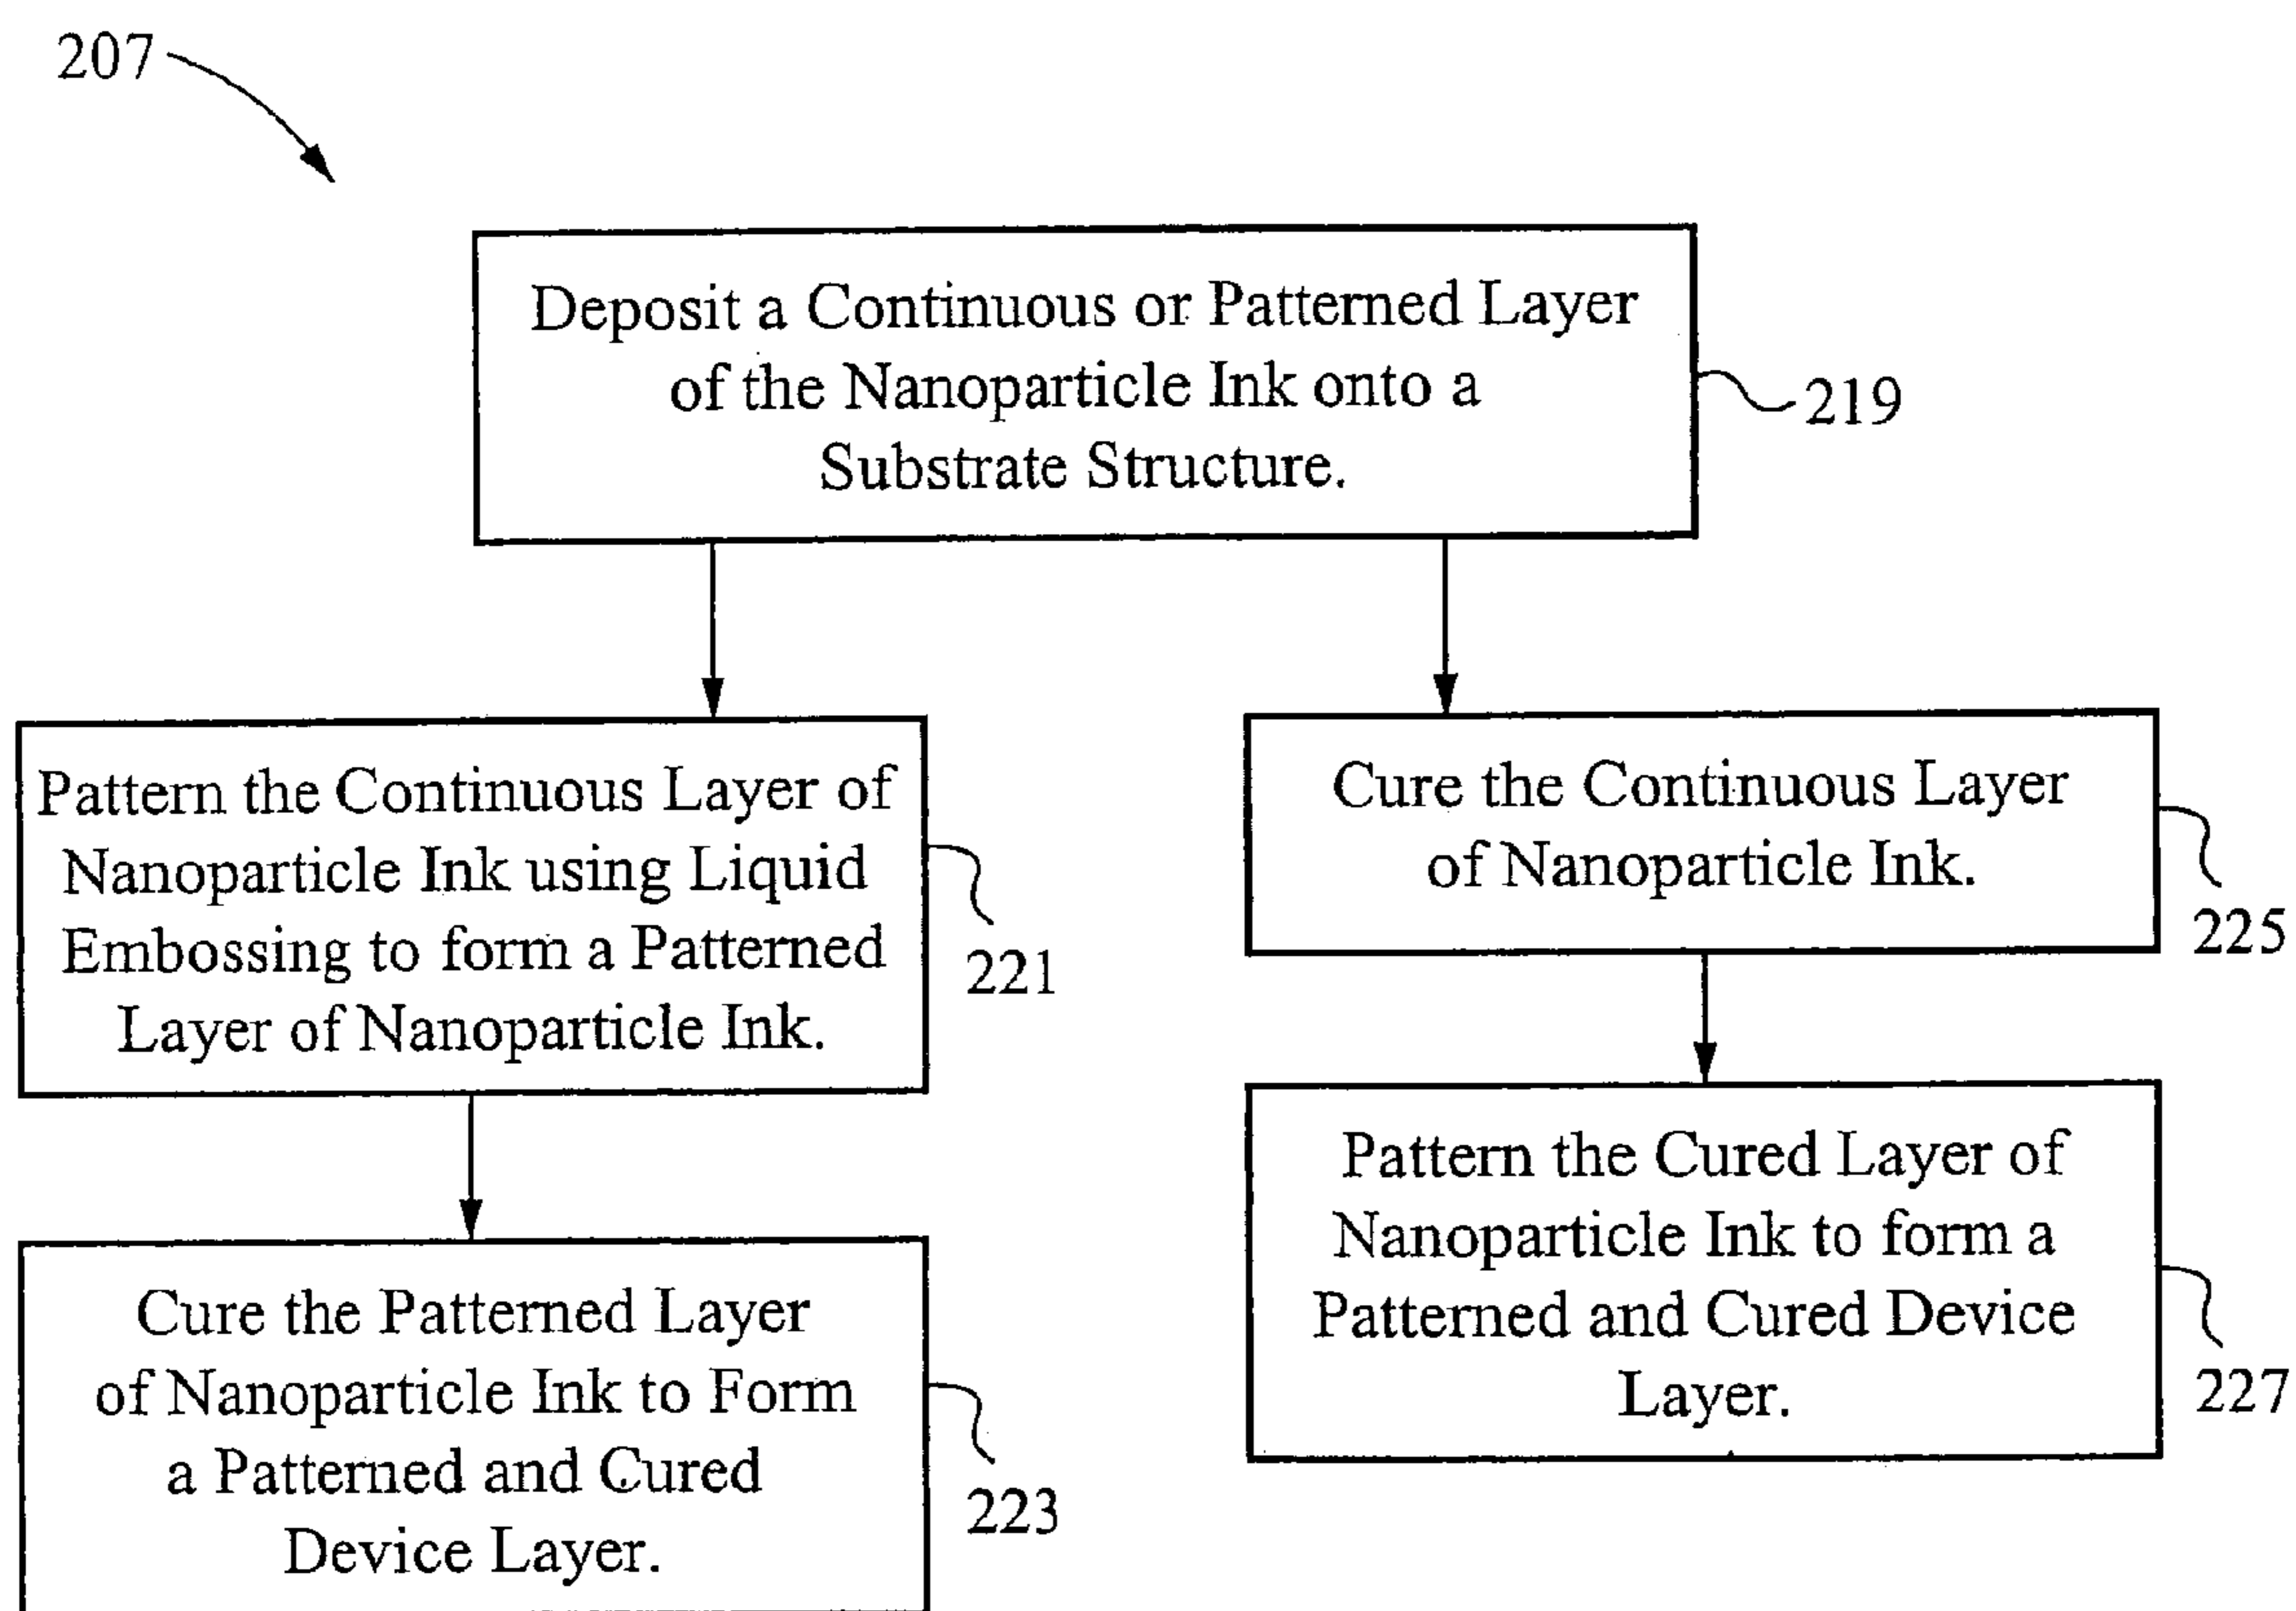 207
Deposit a Continuous or Patterned Layer
of the Nanoparticle Ink onto a
Substrate Structure.
219
Pattern the Continuous Layer of
Nanoparticle Ink using Liquid
Embossing to form a Patterned
Layer of Nanoparticle Ink.
221
Cure the Patterned Layer
of Nanoparticle Ink to Form
a Patterned and Cured
Device Layer.
223
Cure the Continuous Layer
of Nanoparticle Ink.
225
Pattern the Cured Layer of
Nanoparticle Ink to form a
Patterned and Cured Device
Layer.
227